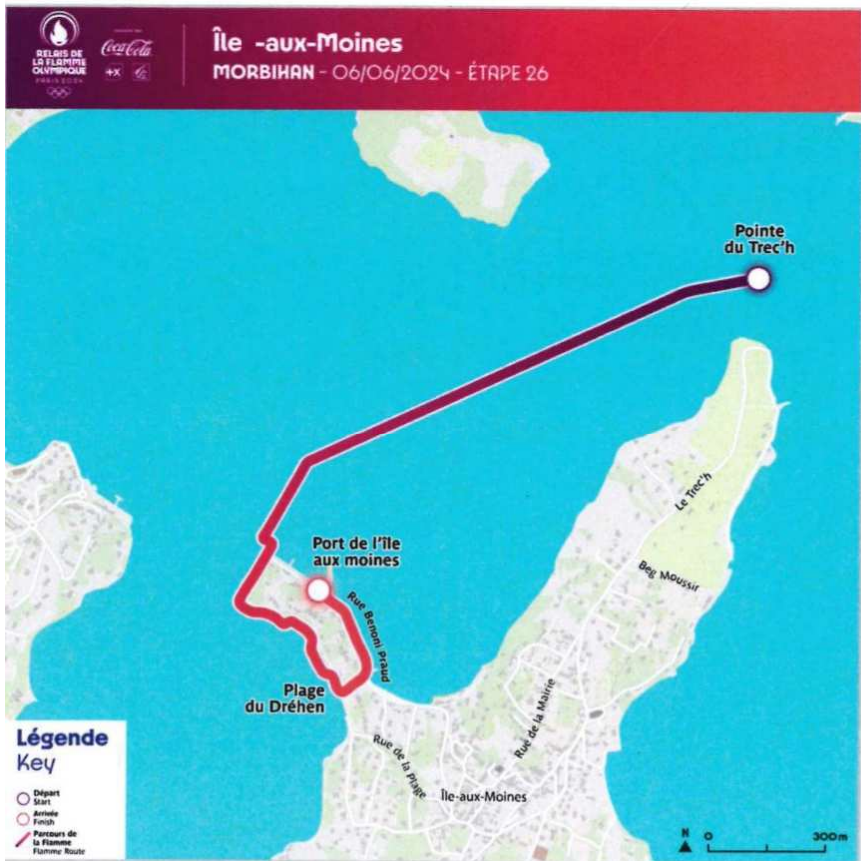 RELAIS DE
LA FLAMME
OLYMPIQUE
PARIS 2024
Coca-Cola
Île -aux-Moines
MORBIHAN - 06/06/2024 - ÉTAPE 26
Pointe
du Trec'h
Le Trec'h
Port de l'île
aux moines
Beg Moussir
Rue Benoni Praud
Plage
du Dréhen
Rue de la Mairie
Rue de la Plage
Île-aux-Moines
Légende
Key
Départ
Start
Arrivée
Finish
Parcours de
la Flamme
Flamme Route
N 0 300 m